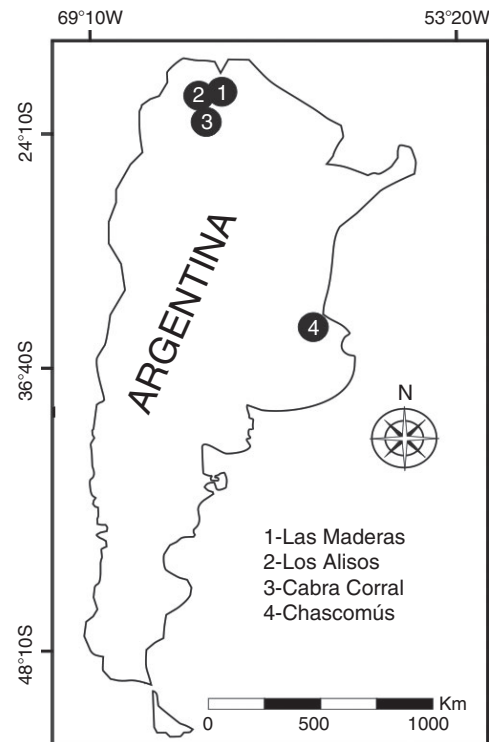 69°10W
53°20W
24°10S
36°40S
48°10S
2
1
3
ARGENTINA
4
N
1-Las Maderas
2-Los Alisos
3-Cabra Corral
4-Chascomús
Km
0
500
1000